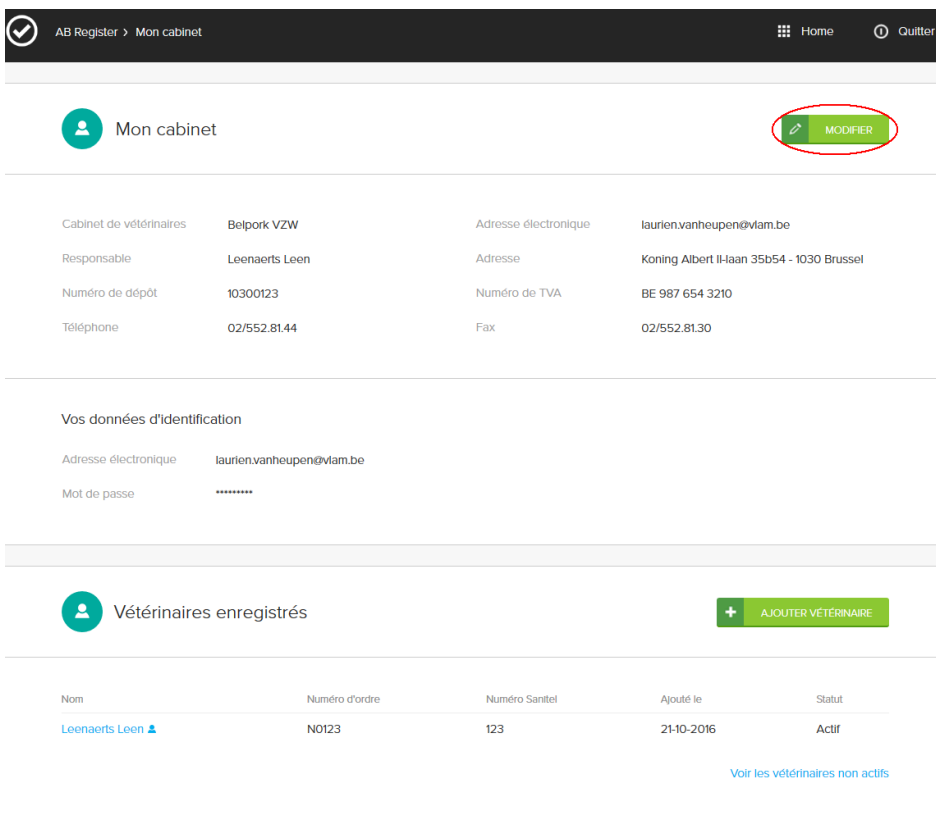 AB Register > Mon cabinet Home Quitter
Mon cabinet MODIFIER
Cabinet de vétérinaires Belpork VZW Adresse électronique laurien.vanheupen@vlam.be
Responsable Leenaerts Leen Adresse Koning Albert II-laan 35b54 - 1030 Brussel
Numéro de dépôt 10300123 Numéro de TVA BE 987 654 3210
Téléphone 02/552.81.44 Fax 02/552.81.30
Vos données d'identification
Adresse électronique laurien.vanheupen@vlam.be
Mot de passe *********
Vétérinaires enregistrés + AJOUTER VÉTÉRINAIRE
Nom Numéro d'ordre Numéro Sanitel Ajouté le Statut
Leenaerts Leen N0123 123 21-10-2016 Actif
Voir les vétérinaires non actifs